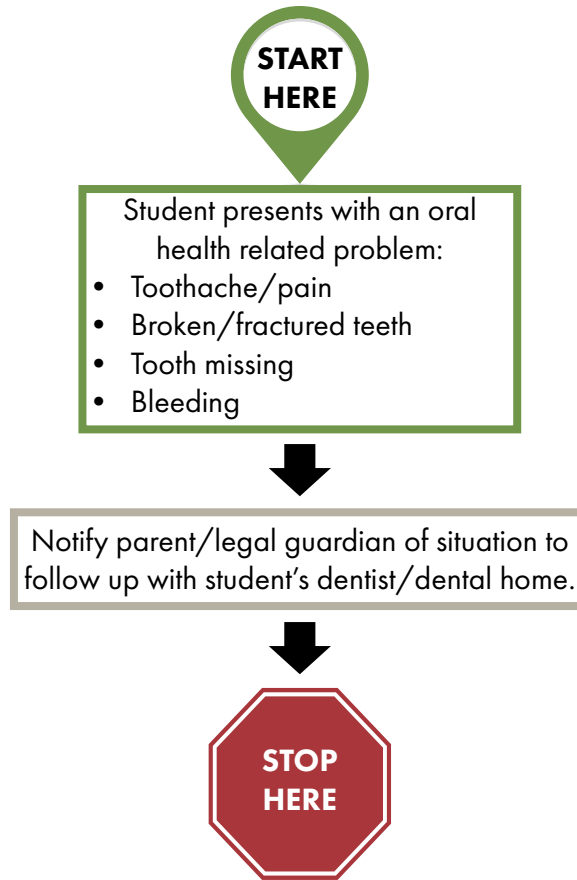 START
HERE
Student presents with an oral
health related problem:
• Toothache/pain
• Broken/fractured teeth
• Tooth missing
• Bleeding
Notify parent/legal guardian of situation to
follow up with student’s dentist/dental home.
STOP
HERE